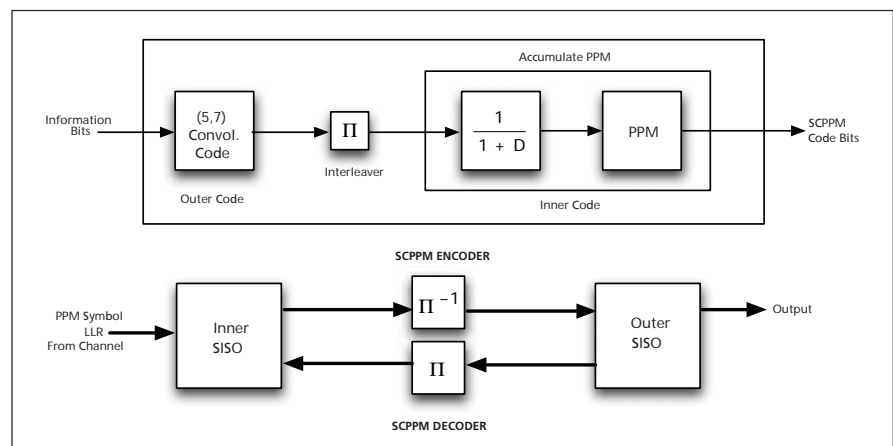 Accumulate PPM
Information
Bits
(5,7)
Convol.
Code
Π
1
1 + D
PPM
SCPPM
Code Bits
Interleaver
Outer Code
Inner Code
SCPPM ENCODER
PPM Symbol
LLR
From Channel
Inner
SISO
Π⁻¹
Π
Outer
SISO
Output
SCPPM DECODER